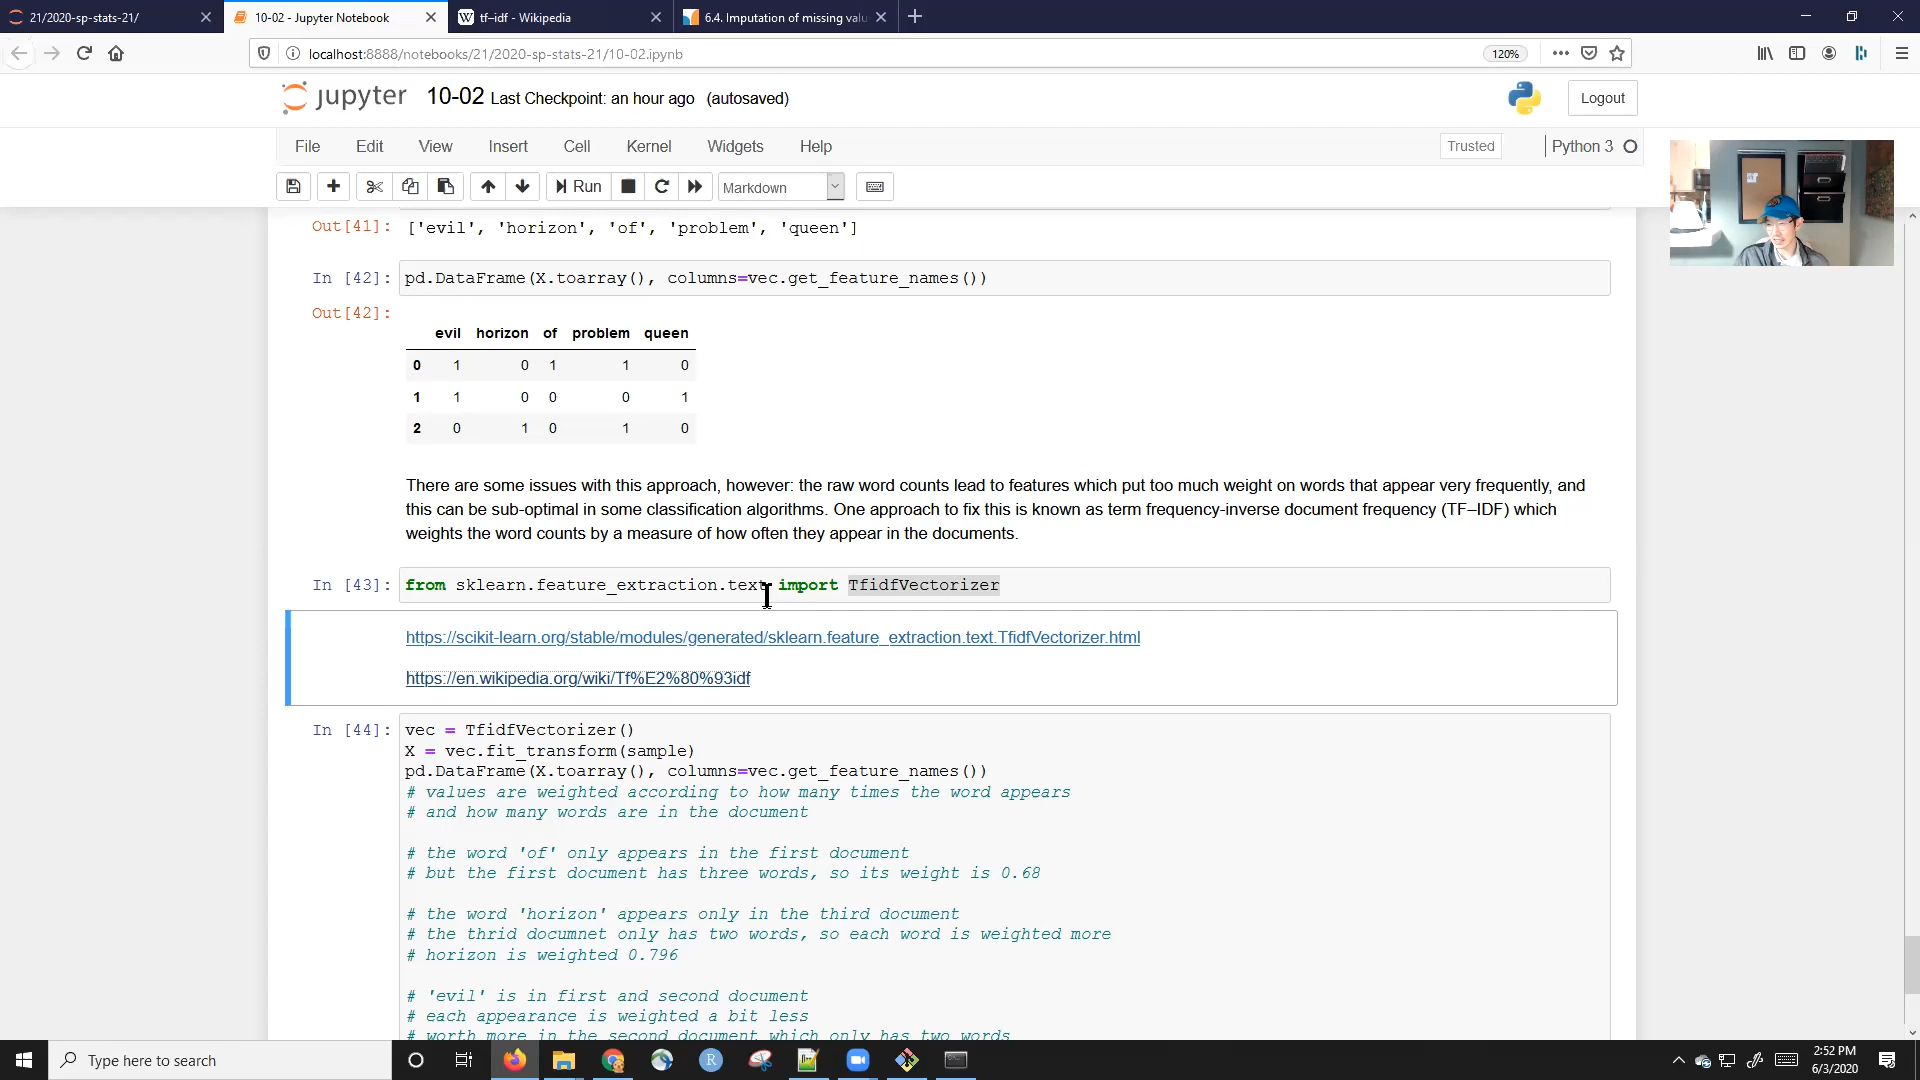 21/2020-sp-stats-21/
10-02 - Jupyter Notebook
W tf–idf - Wikipedia
6.4. Imputation of missing valu
localhost:8888/notebooks/21/2020-sp-stats-21/10-02.ipynb
120%
jupyter 10-02 Last Checkpoint: an hour ago (autosaved)
Logout
File Edit View Insert Cell Kernel Widgets Help
Trusted
Python 3
Run
Markdown
Out[41]: ['evil', 'horizon', 'of', 'problem', 'queen']
In [42]: pd.DataFrame(X.toarray(), columns=vec.get_feature_names())
Out[42]:
evil horizon of problem queen
0 1 0 1 1 0
1 1 0 0 0 1
2 0 1 0 1 0
There are some issues with this approach, however: the raw word counts lead to features which put too much weight on words that appear very frequently, and
this can be sub-optimal in some classification algorithms. One approach to fix this is known as term frequency-inverse document frequency (TF–IDF) which
weights the word counts by a measure of how often they appear in the documents.
In [43]: from sklearn.feature_extraction.text import TfidfVectorizer
https://scikit-learn.org/stable/modules/generated/sklearn.feature_extraction.text.TfidfVectorizer.html
https://en.wikipedia.org/wiki/Tf%E2%80%93idf
In [44]: vec = TfidfVectorizer()
X = vec.fit_transform(sample)
pd.DataFrame(X.toarray(), columns=vec.get_feature_names())
# values are weighted according to how many times the word appears
# and how many words are in the document
# the word 'of' only appears in the first document
# but the first document has three words, so its weight is 0.68
# the word 'horizon' appears only in the third document
# the thrid documnet only has two words, so each word is weighted more
# horizon is weighted 0.796
# 'evil' is in first and second document
# each appearance is weighted a bit less
# worth more in the second document which only has two words
Type here to search
R
2:52 PM
6/3/2020